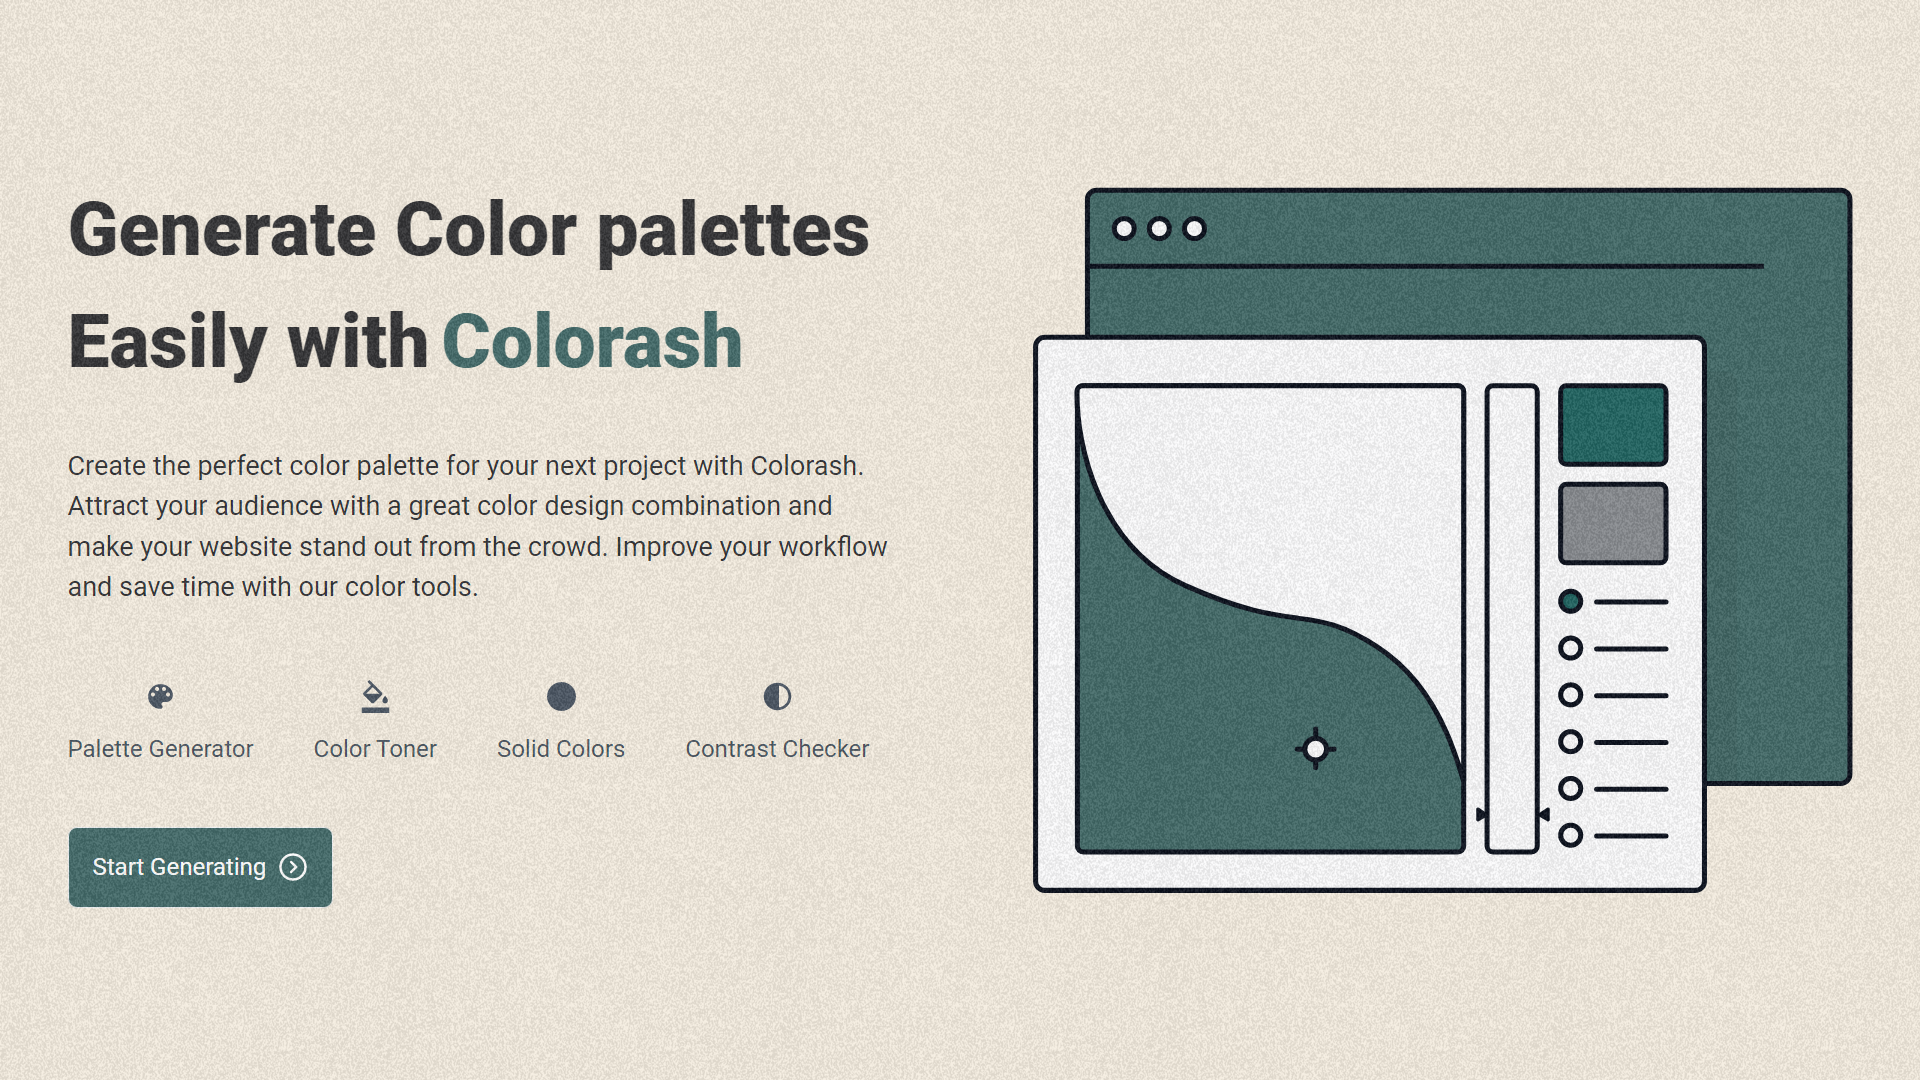 Generate Color palettes
Easily with Colorash
Create the perfect color palette for your next project with Colorash.
Attract your audience with a great color design combination and
make your website stand out from the crowd. Improve your workflow
and save time with our color tools.
Palette Generator
Color Toner
Solid Colors
Contrast Checker
Start Generating